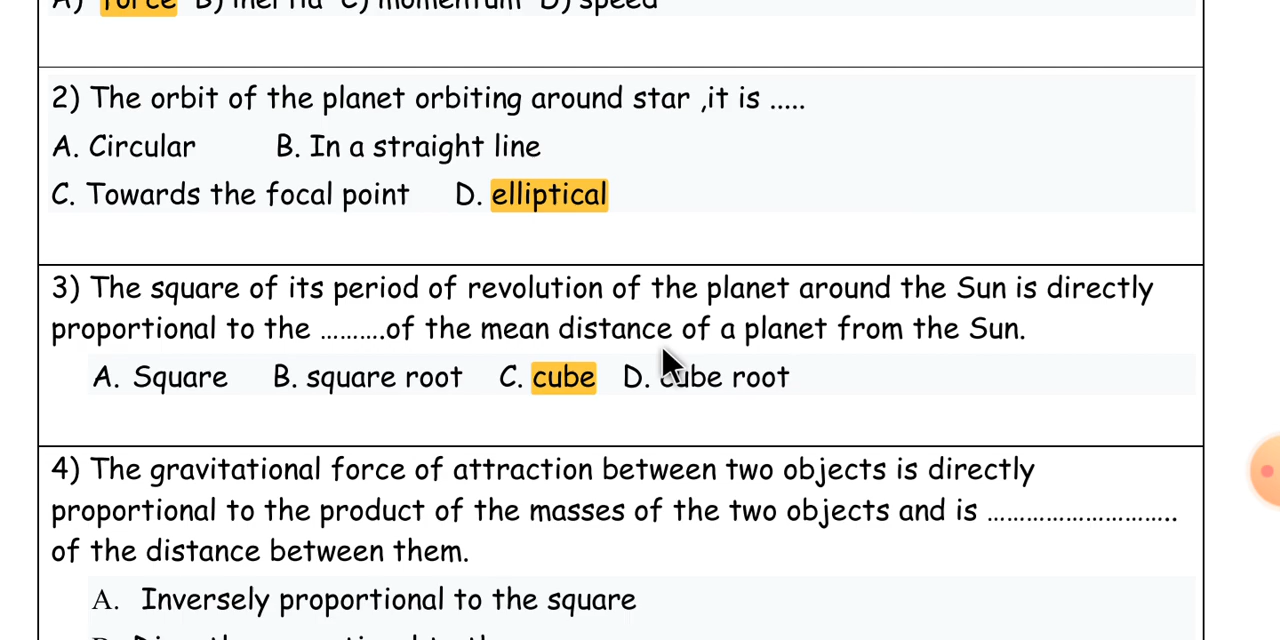 A) force B) inertia C) momentum D) speed
2) The orbit of the planet orbiting around star ,it is .....
A. Circular B. In a straight line
C. Towards the focal point D. elliptical
3) The square of its period of revolution of the planet around the Sun is directly
proportional to the ..........of the mean distance of a planet from the Sun.
A. Square B. square root C. cube D. cube root
4) The gravitational force of attraction between two objects is directly
proportional to the product of the masses of the two objects and is ............................
of the distance between them.
A. Inversely proportional to the square